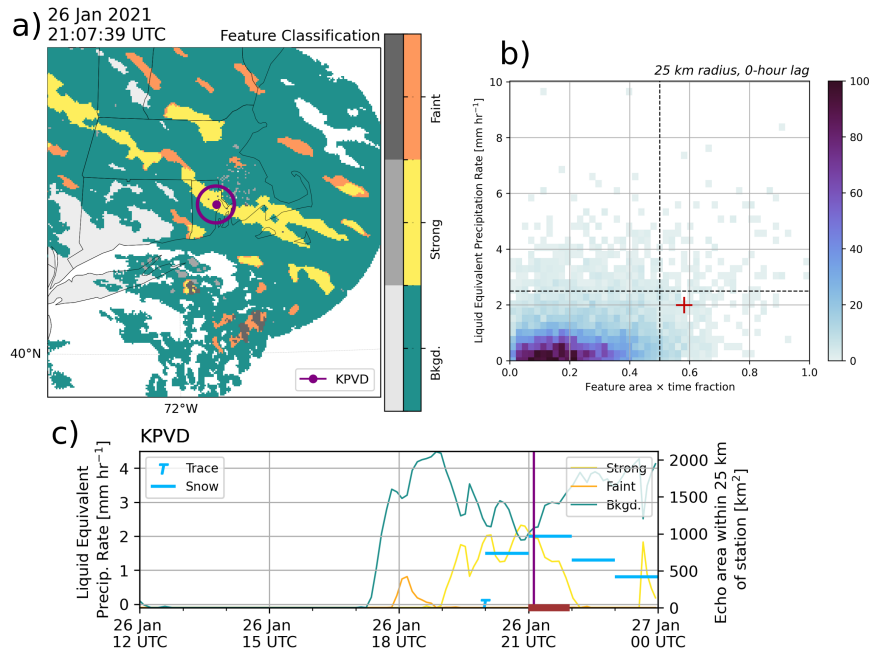 a)
26 Jan 2021
21:07:39 UTC
Feature Classification
Faint
Strong
Bkgd.
40°N
72°W
KPVD
b)
25 km radius, 0-hour lag
Liquid Equivalent Precipitation Rate [mm hr⁻¹]
10
8
6
4
2
0
0.0
0.2
0.4
0.6
0.8
1.0
Feature area × time fraction
100
80
60
40
20
0
c)
KPVD
Liquid Equivalent
Precip. Rate [mm hr⁻¹]
4
3
2
1
0
Trace
Snow
Strong
Faint
Bkgd.
2000
1500
1000
500
0
Echo area within 25 km
of station [km²]
26 Jan
12 UTC
26 Jan
15 UTC
26 Jan
18 UTC
26 Jan
21 UTC
27 Jan
00 UTC